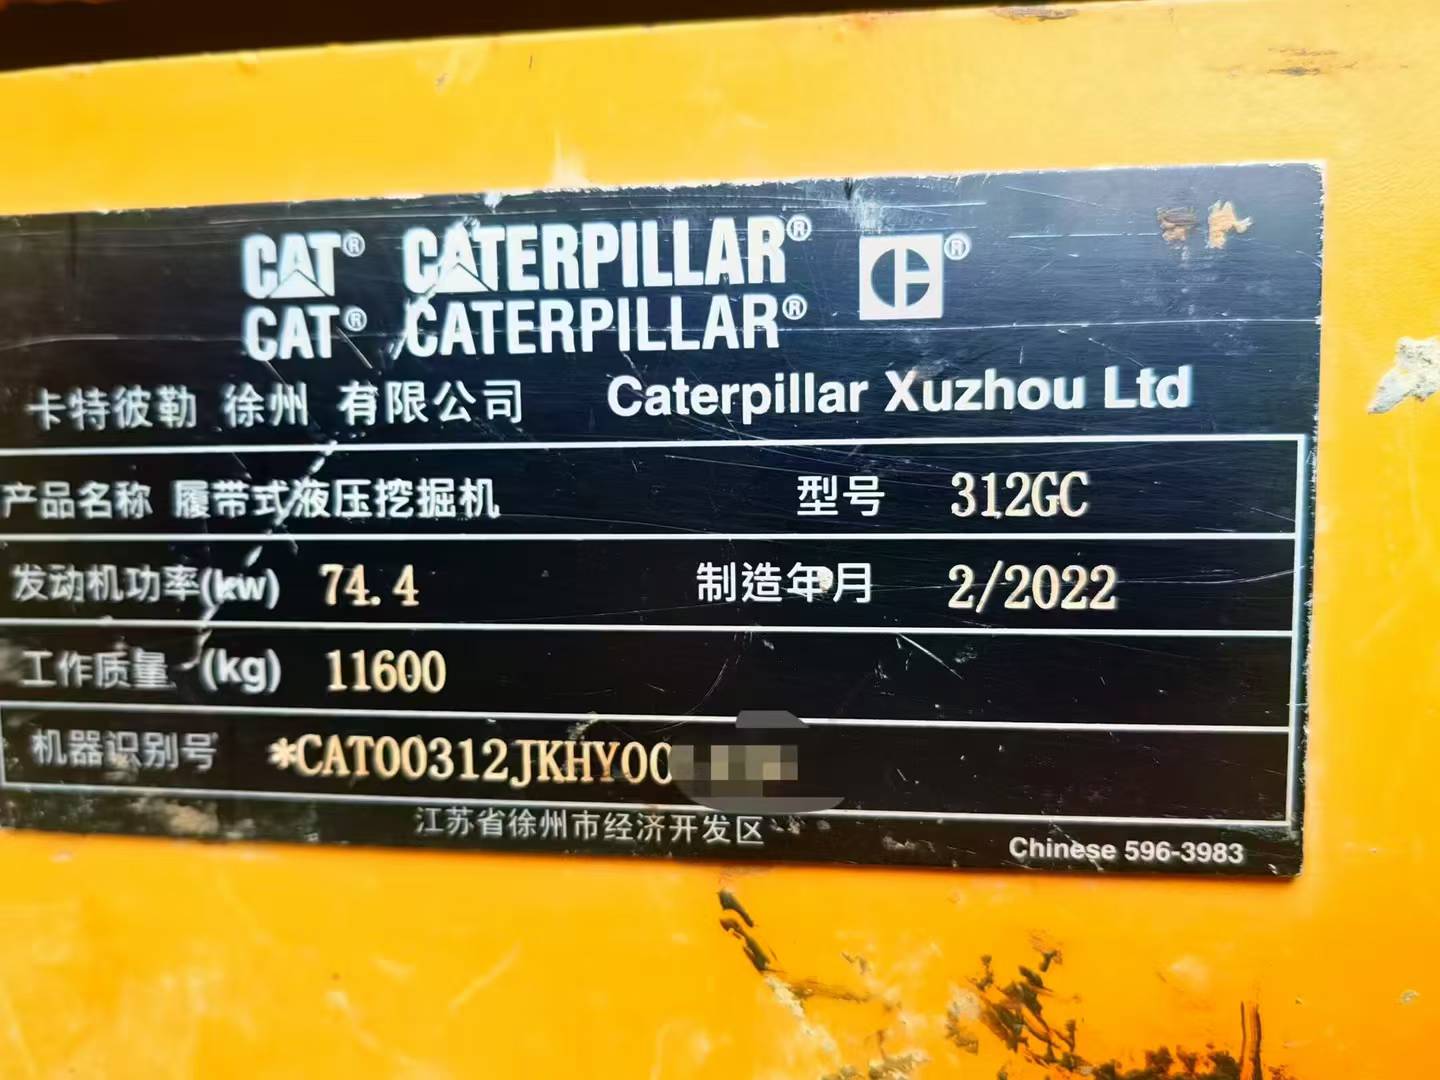 CAT® CATERPILLAR® ®
CAT® CATERPILLAR®
卡特彼勒 徐州 有限公司 Caterpillar Xuzhou Ltd
产品名称 履带式液压挖掘机 型号 312GC
发动机功率(kw) 74.4 制造年月 2/2022
工作质量 (kg) 11600
机器识别号 *CAT00312JKHY00
江苏省徐州市经济开发区
Chinese 596-3983